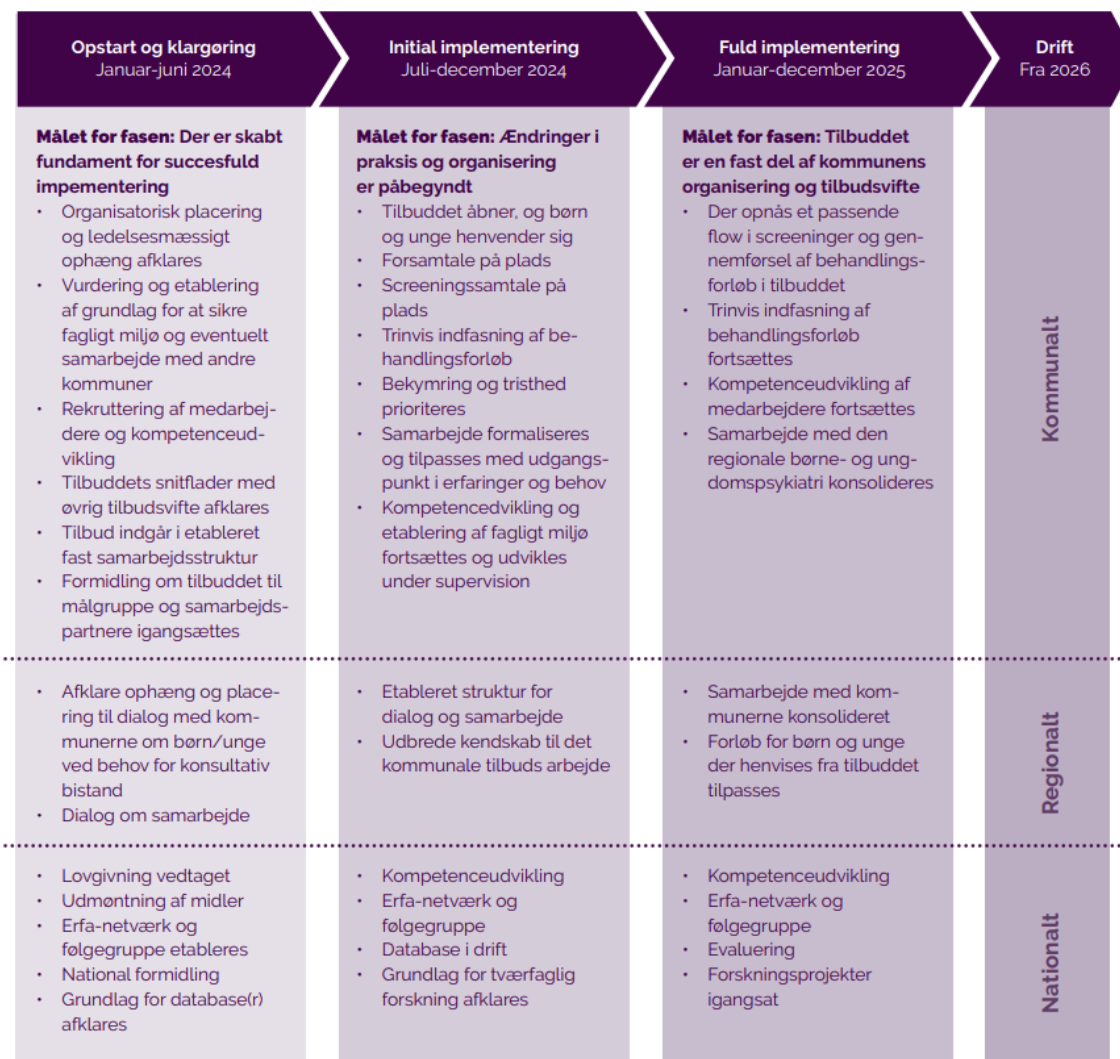 Opstart og klargøring
Januar-juni 2024
Initial implementering
Juli-december 2024
Fuld implementering
Januar-december 2025
Drift
Fra 2026
Målet for fasen: Der er skabt
fundament for succesfuld
impementering
• Organisatorisk placering
og ledelsesmæssigt
ophæng afklares
• Vurdering og etablering
af grundlag for at sikre
fagligt miljø og eventuelt
samarbejde med andre
kommuner
• Rekruttering af medarbej-
dere og kompetenceud-
vikling
• Tilbuddets snitflader med
øvrig tilbudsvifte afklares
• Tilbud indgår i etableret
fast samarbejdsstruktur
• Formidling om tilbuddet til
målgruppe og samarbejds-
partnere igangsættes
Målet for fasen: Ændringer i
praksis og organisering
er påbegyndt
• Tilbuddet åbner, og børn
og unge henvender sig
• Forsamtale på plads
• Screeningssamtale på
plads
• Trinvis indfasning af be-
handlingsforløb
• Bekymring og tristhed
prioriteres
• Samarbejde formaliseres
og tilpasses med udgangs-
punkt i erfaringer og behov
• Kompetencedvikling og
etablering af fagligt miljø
fortsættes og udvikles
under supervision
Målet for fasen: Tilbuddet
er en fast del af kommunens
organisering og tilbudsvifte
• Der opnås et passende
flow i screeninger og gen-
nemførsel af behandlings-
forløb i tilbuddet
• Trinvis indfasning af
behandlingsforløb
fortsættes
• Kompetenceudvikling af
medarbejdere fortsættes
• Samarbejde med den
regionale børne- og ung-
domspsykiatri konsolideres
Kommunalt
• Afklare ophæng og place-
ring til dialog med kom-
munerne om børn/unge
ved behov for konsultativ
bistand
• Dialog om samarbejde
• Etableret struktur for
dialog og samarbejde
• Udbrede kendskab til det
kommunale tilbuds arbejde
• Samarbejde med kom-
munerne konsolideret
• Forløb for børn og unge
der henvises fra tilbuddet
tilpasses
Regionalt
• Lovgivning vedtaget
• Udmøntning af midler
• Erfa-netværk og
følgegruppe etableres
• National formidling
• Grundlag for database(r)
afklares
• Kompetenceudvikling
• Erfa-netværk og
følgegruppe
• Database i drift
• Grundlag for tværfaglig
forskning afklares
• Kompetenceudvikling
• Erfa-netværk og
følgegruppe
• Evaluering
• Forskningsprojekter
igangsat
Nationalt